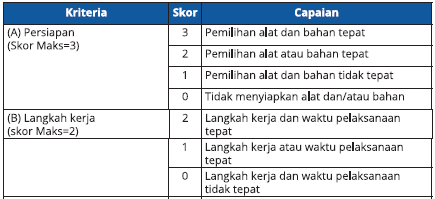 Kriteria Skor Capaian
(A) Persiapan 3 Pemilihan alat dan bahan tepat
(Skor Maks=3)
2 Pemilihan alat atau bahan tepat
1 Pemilihan alat dan bahan tidak tepat
0 Tidak menyiapkan alat dan/atau bahan
(B) Langkah kerja 2 Langkah kerja dan waktu pelaksanaan
(skor Maks=2) tepat
1 Langkah kerja atau waktu pelaksanaan
tepat
0 Langkah kerja dan waktu pelaksanaan
tidak tepat